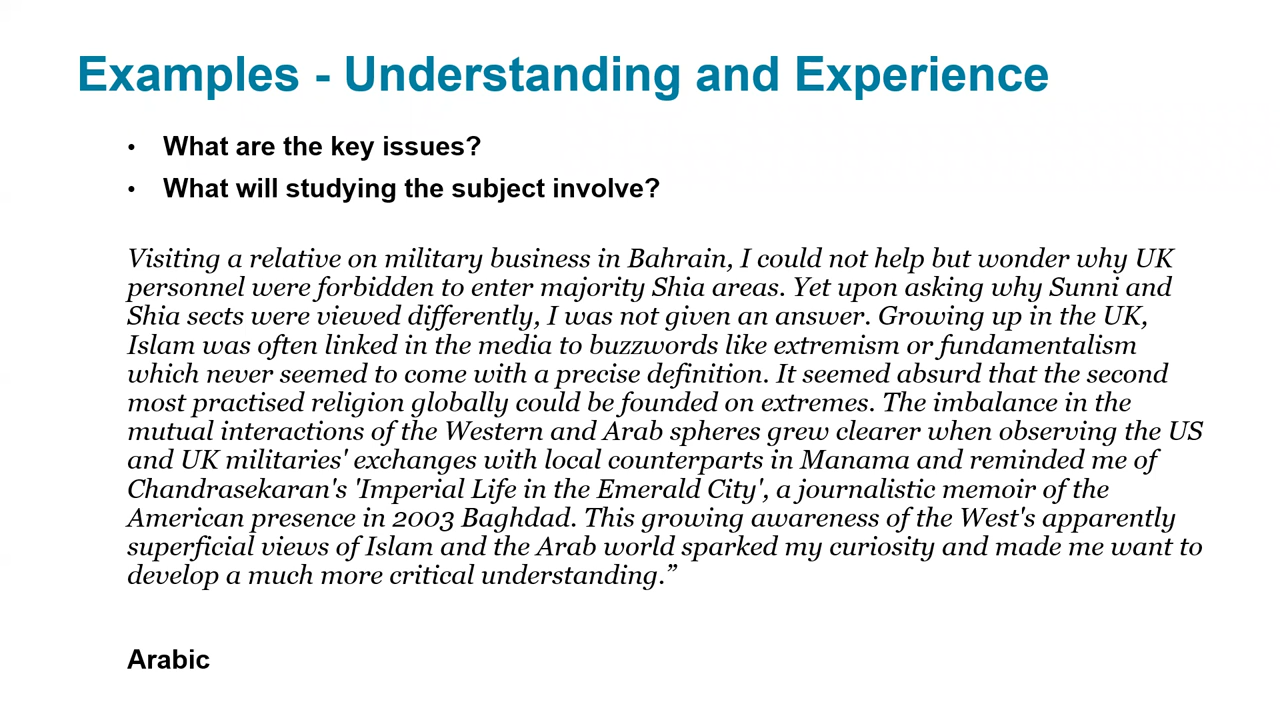 Examples - Understanding and Experience
• What are the key issues?
• What will studying the subject involve?
Visiting a relative on military business in Bahrain, I could not help but wonder why UK
personnel were forbidden to enter majority Shia areas. Yet upon asking why Sunni and
Shia sects were viewed differently, I was not given an answer. Growing up in the UK,
Islam was often linked in the media to buzzwords like extremism or fundamentalism
which never seemed to come with a precise definition. It seemed absurd that the second
most practised religion globally could be founded on extremes. The imbalance in the
mutual interactions of the Western and Arab spheres grew clearer when observing the US
and UK militaries' exchanges with local counterparts in Manama and reminded me of
Chandrasekaran's 'Imperial Life in the Emerald City', a journalistic memoir of the
American presence in 2003 Baghdad. This growing awareness of the West's apparently
superficial views of Islam and the Arab world sparked my curiosity and made me want to
develop a much more critical understanding.”
Arabic